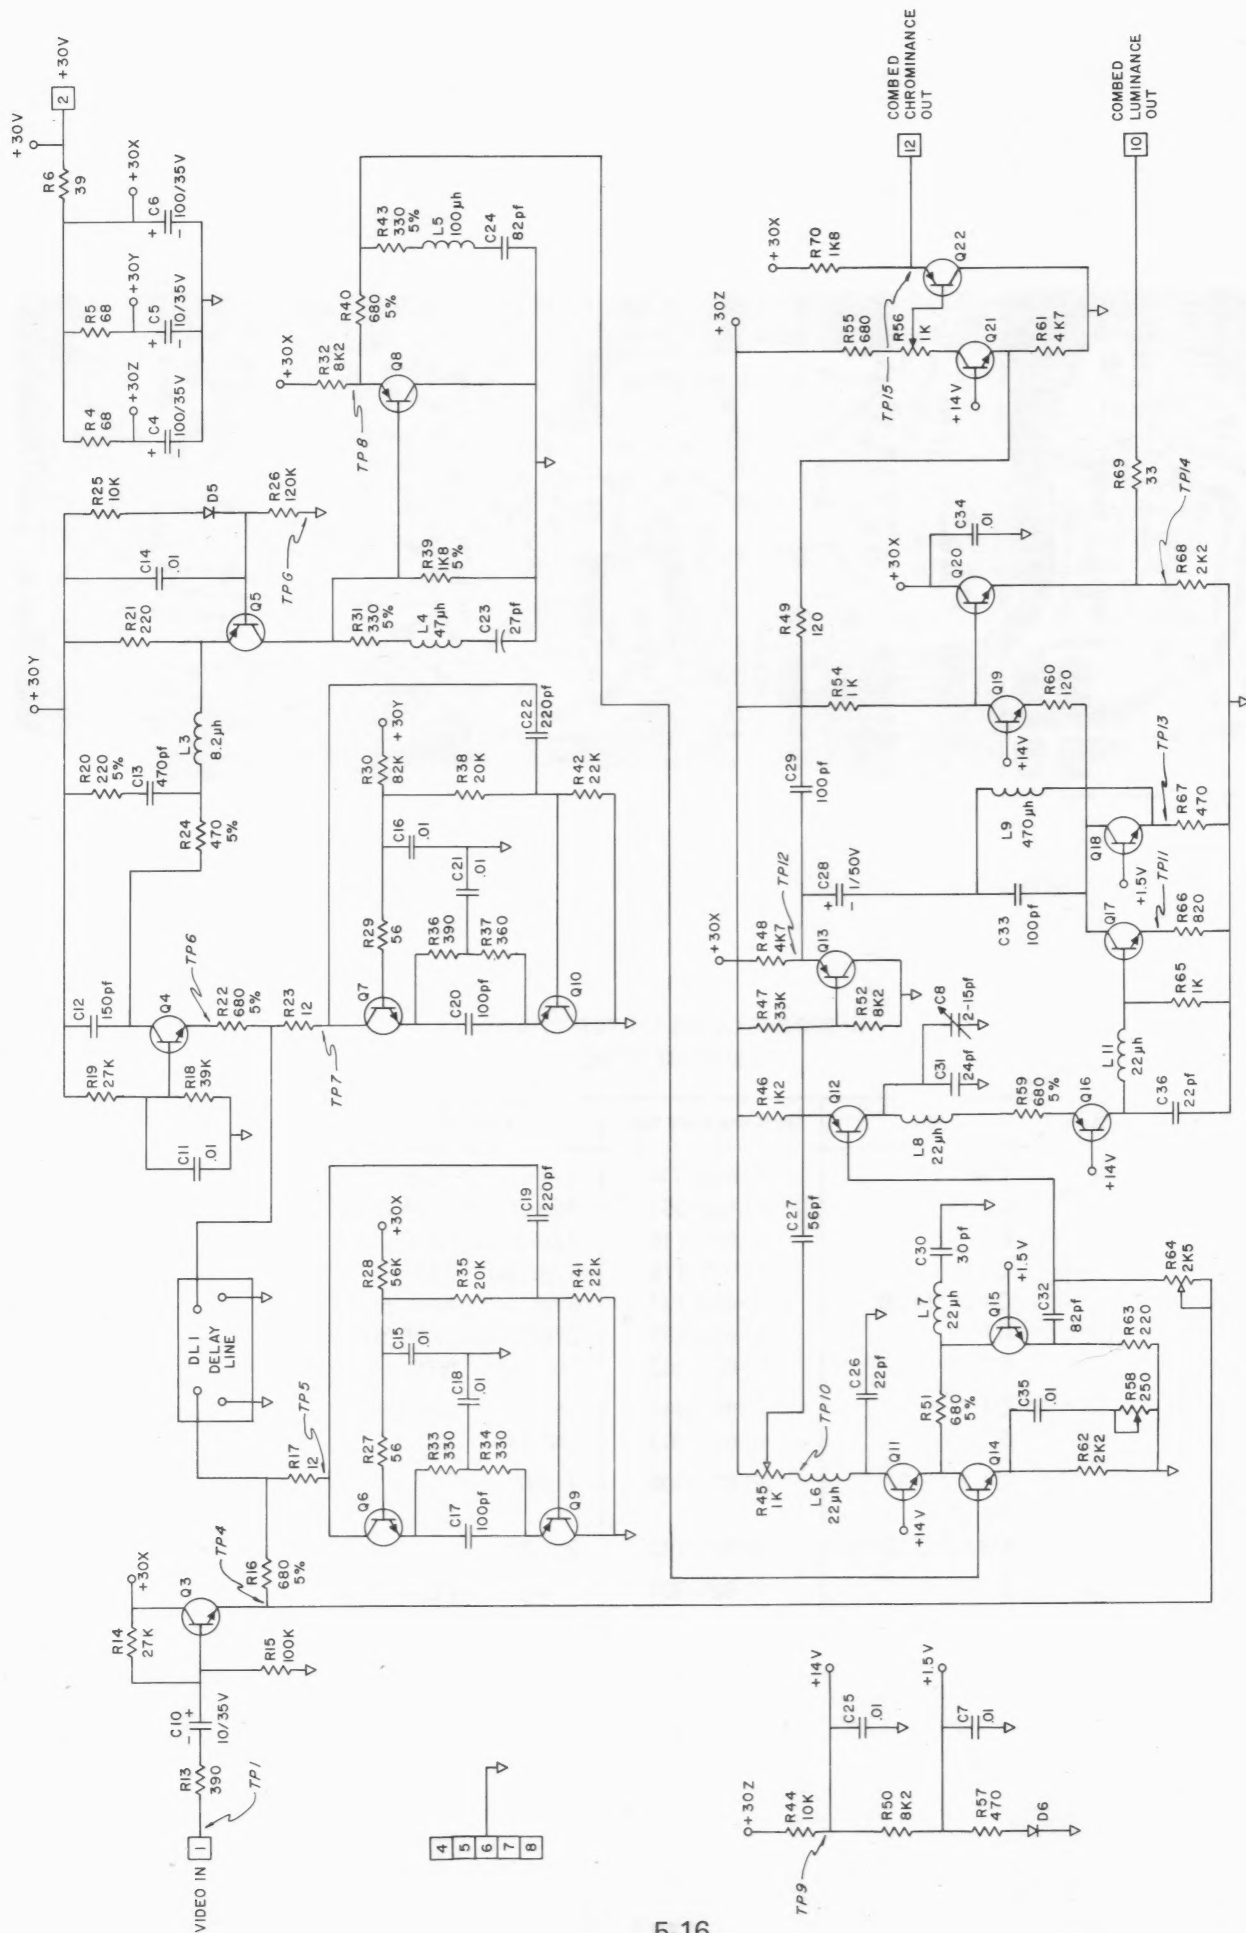 VIDEO IN
1
TP1
R13
390
C10
- +
10/35V
R14
27K
+30X
Q3
R15
100K
TP4
R16
680
5%
R17
12
TP5
DL1
DELAY
LINE
C11
.01
R19
27K
R18
39K
C12
150pf
Q4
TP6
R22
680
5%
R23
12
TP7
R24
470
5%
R20
220
5%
C13
470pf
L3
8.2µh
+30Y
R21
220
Q5
C14
.01
R25
10K
D5
R26
120K
TP6
R4
68
+30Z
C4
+
-
100/35V
R5
68
+30Y
C5
+
-
10/35V
R6
39
+30X
C6
+
-
100/35V
+30V
2
+30V
Q6
R27
56
R28
56K
+30X
C15
.01
R33
330
R34
330
C18
.01
C17
100pf
R35
20K
C19
220pf
R41
22K
Q9
Q7
R29
56
R30
82K
+30Y
C16
.01
R36
390
R37
360
C21
.01
C20
100pf
R38
20K
C22
220pf
R42
22K
Q10
R31
330
5%
L4
47µh
C23
27pf
R39
1K8
5%
Q8
TP8
R32
8K2
+30X
R40
680
5%
R43
330
5%
L5
100µh
C24
82pf
4
5
6
7
8
+30Z
R44
10K
TP9
+14V
C25
.01
R50
8K2
+1.5V
C7
.01
R57
470
D6
R45
1K
TP10
L6
22µh
C26
22pf
Q11
+14V
R51
680
5%
L7
22µh
C30
30pf
Q14
Q15
+1.5V
C32
82pf
C35
.01
R62
2K2
R58
250
R63
220
R64
2K5
C27
56pf
R46
1K2
Q12
R47
33K
R52
8K2
Q13
R48
4K7
+30X
TP12
C8
2-15pf
C31
24pf
L8
22µh
R59
680
5%
Q16
+14V
L11
22µh
C36
22pf
R65
1K
R66
820
Q17
TP11
C28
+
-
1/50V
C29
100pf
C33
100pf
L9
470µh
Q18
+1.5V
R67
470
TP13
R49
120
R54
1K
Q19
+14V
R60
120
+30X
Q20
C34
.01
R68
2K2
TP14
R69
33
+30Z
R55
680
R56
1K
Q21
+14V
R61
4K7
TP15
+30X
R70
1K8
Q22
12
COMBED
CHROMINANCE
OUT
10
COMBED
LUMINANCE
OUT
5-16